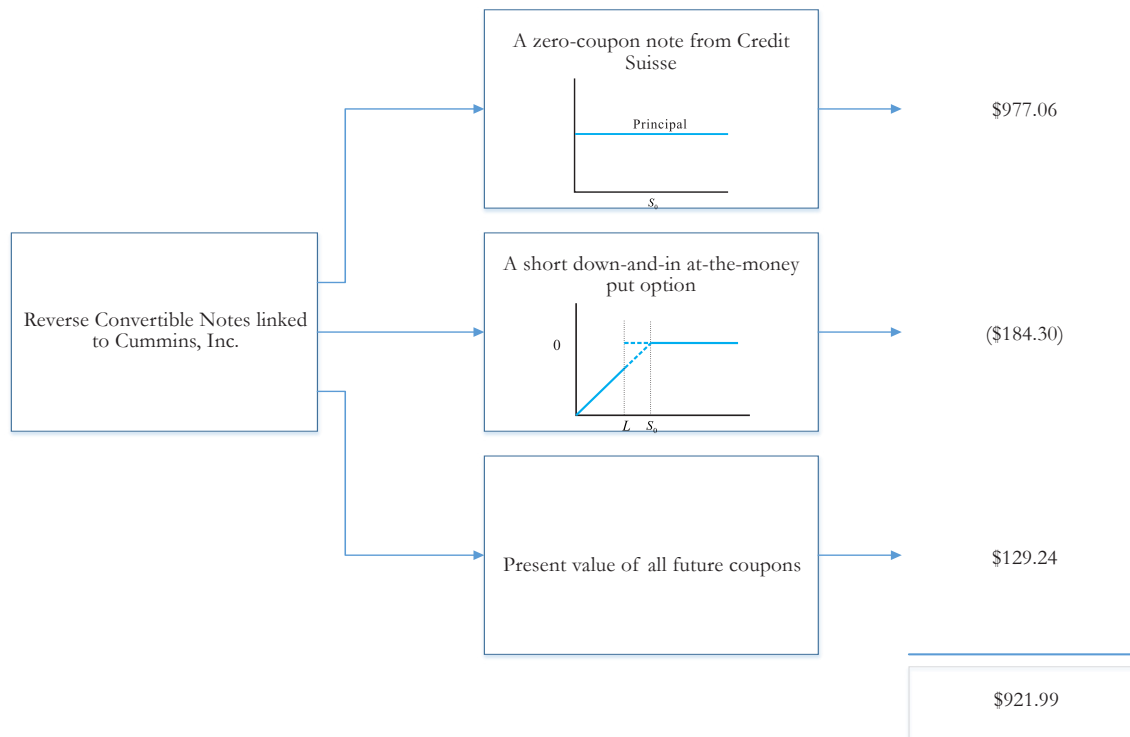 A zero-coupon note from Credit
Suisse
Principal
S₀
$977.06
Reverse Convertible Notes linked
to Cummins, Inc.
A short down-and-in at-the-money
put option
0
L S₀
($184.30)
Present value of all future coupons
$129.24
$921.99